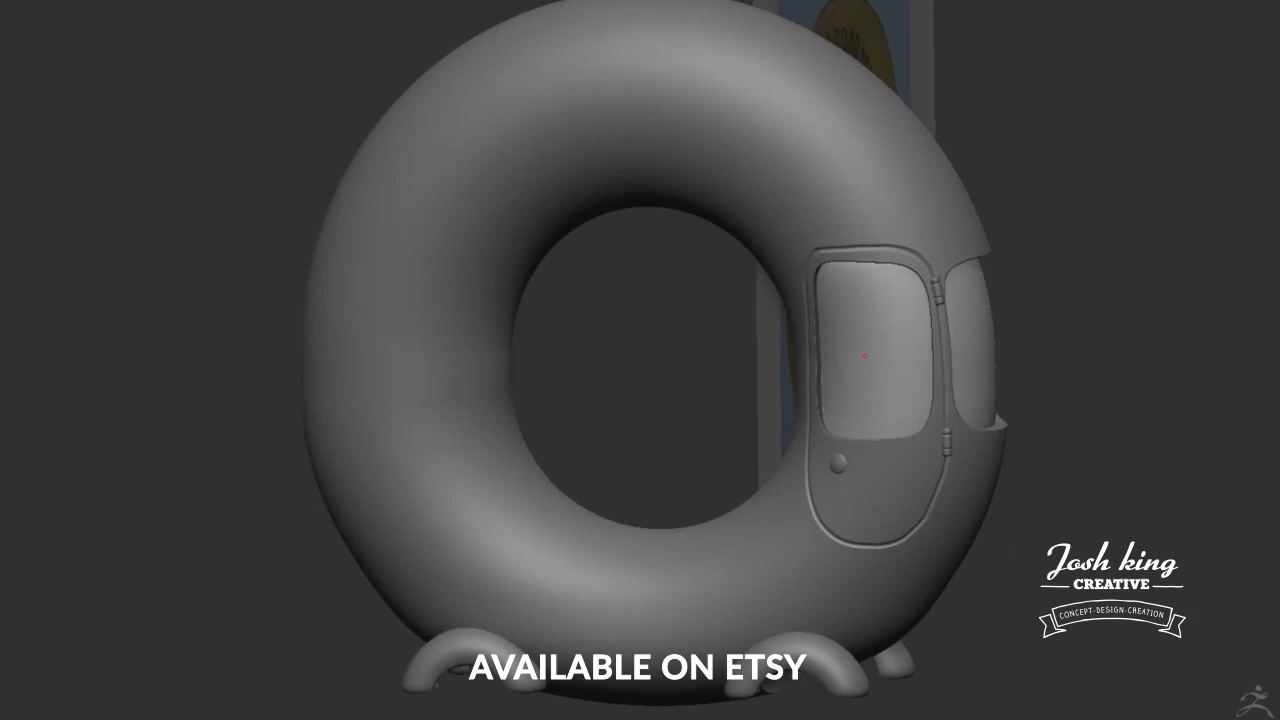 Josh king
CREATIVE
CONCEPT-DESIGN-CREATION
AVAILABLE ON ETSY